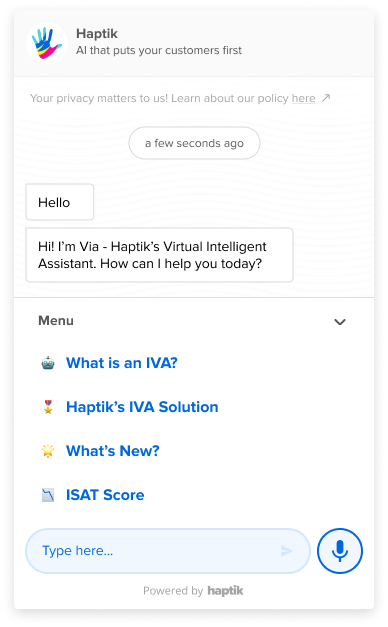 Haptik
AI that puts your customers first
Your privacy matters to us! Learn about our policy here ↗
a few seconds ago
Hello
Hi! I’m Via - Haptik’s Virtual Intelligent
Assistant. How can I help you today?
Menu
What is an IVA?
Haptik’s IVA Solution
What’s New?
ISAT Score
Type here...
Powered by haptik